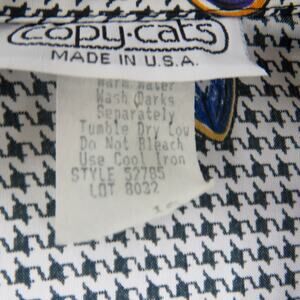 copy·cats
MADE IN U.S.A.
Warm Water
Wash Darks
Separately
Tumble Dry Low
Do Not Bleach
Use Cool Iron
STYLE 52785
LOT 8032